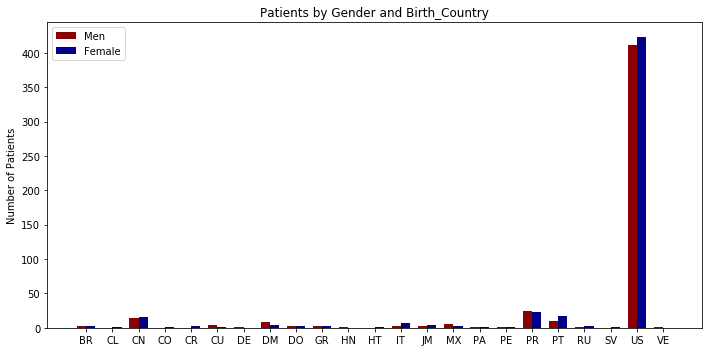 Patients by Gender and Birth_Country
Men
Female
Number of Patients
400
350
300
250
200
150
100
50
0
BR CL CN CO CR CU DE DM DO GR HN HT IT JM MX PA PE PR PT RU SV US VE